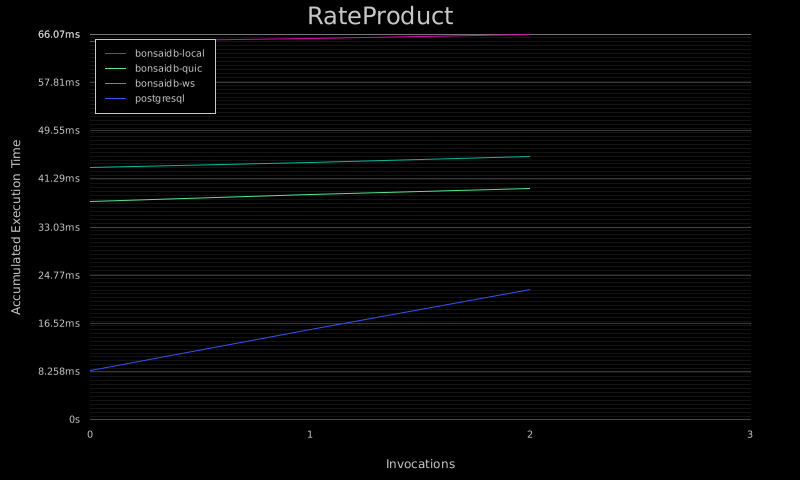 RateProduct
66.07ms
bonsaidb-local
bonsaidb-quic
57.81ms
bonsaidb-ws
postgresql
49.55ms
41.29ms
Accumulated Execution Time
33.03ms
24.77ms
16.52ms
8.258ms
0s
0 1 2 3
Invocations